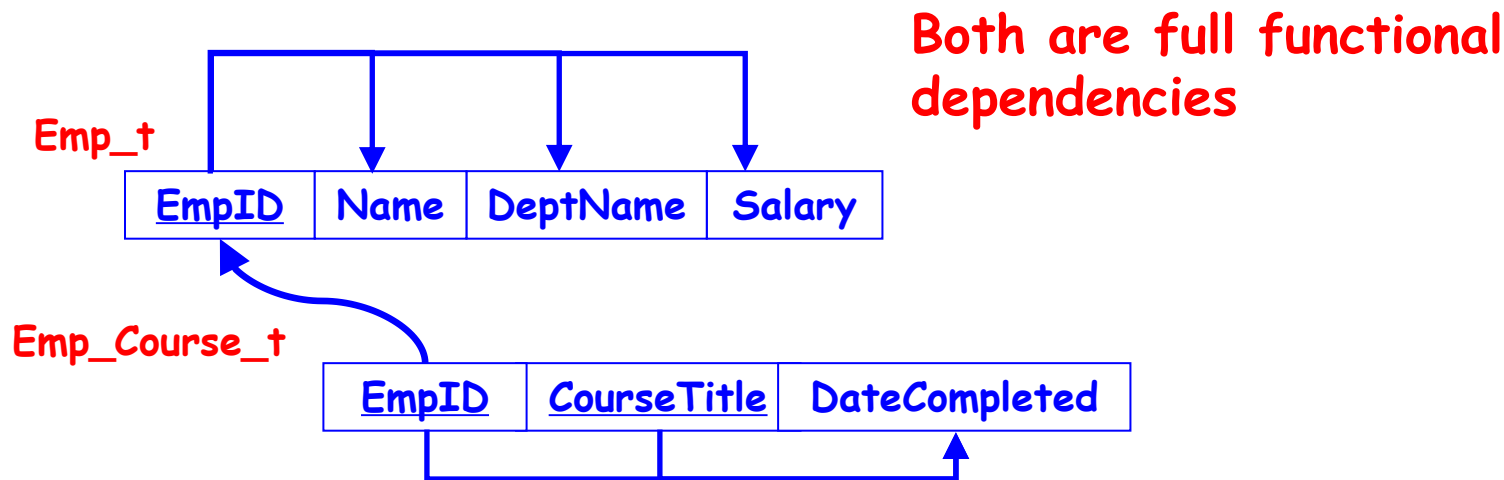 Both are full functional
dependencies
Emp_t
EmpID Name DeptName Salary
Emp_Course_t
EmpID CourseTitle DateCompleted